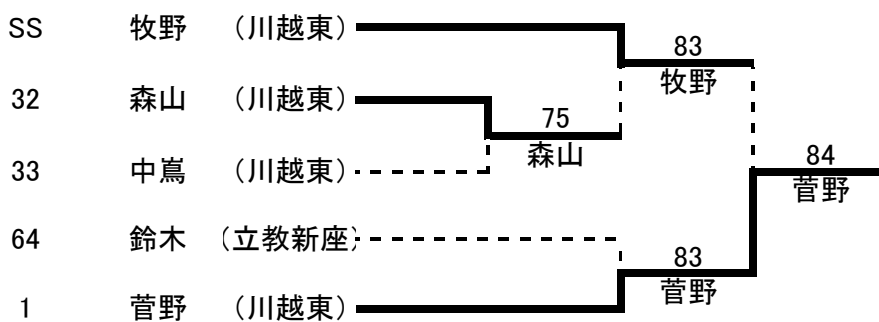 SS 牧野 （川越東）
83
牧野
32 森山 （川越東）
75
森山
33 中嶌 （川越東）
84
菅野
64 鈴木 （立教新座）
83
菅野
1 菅野 （川越東）